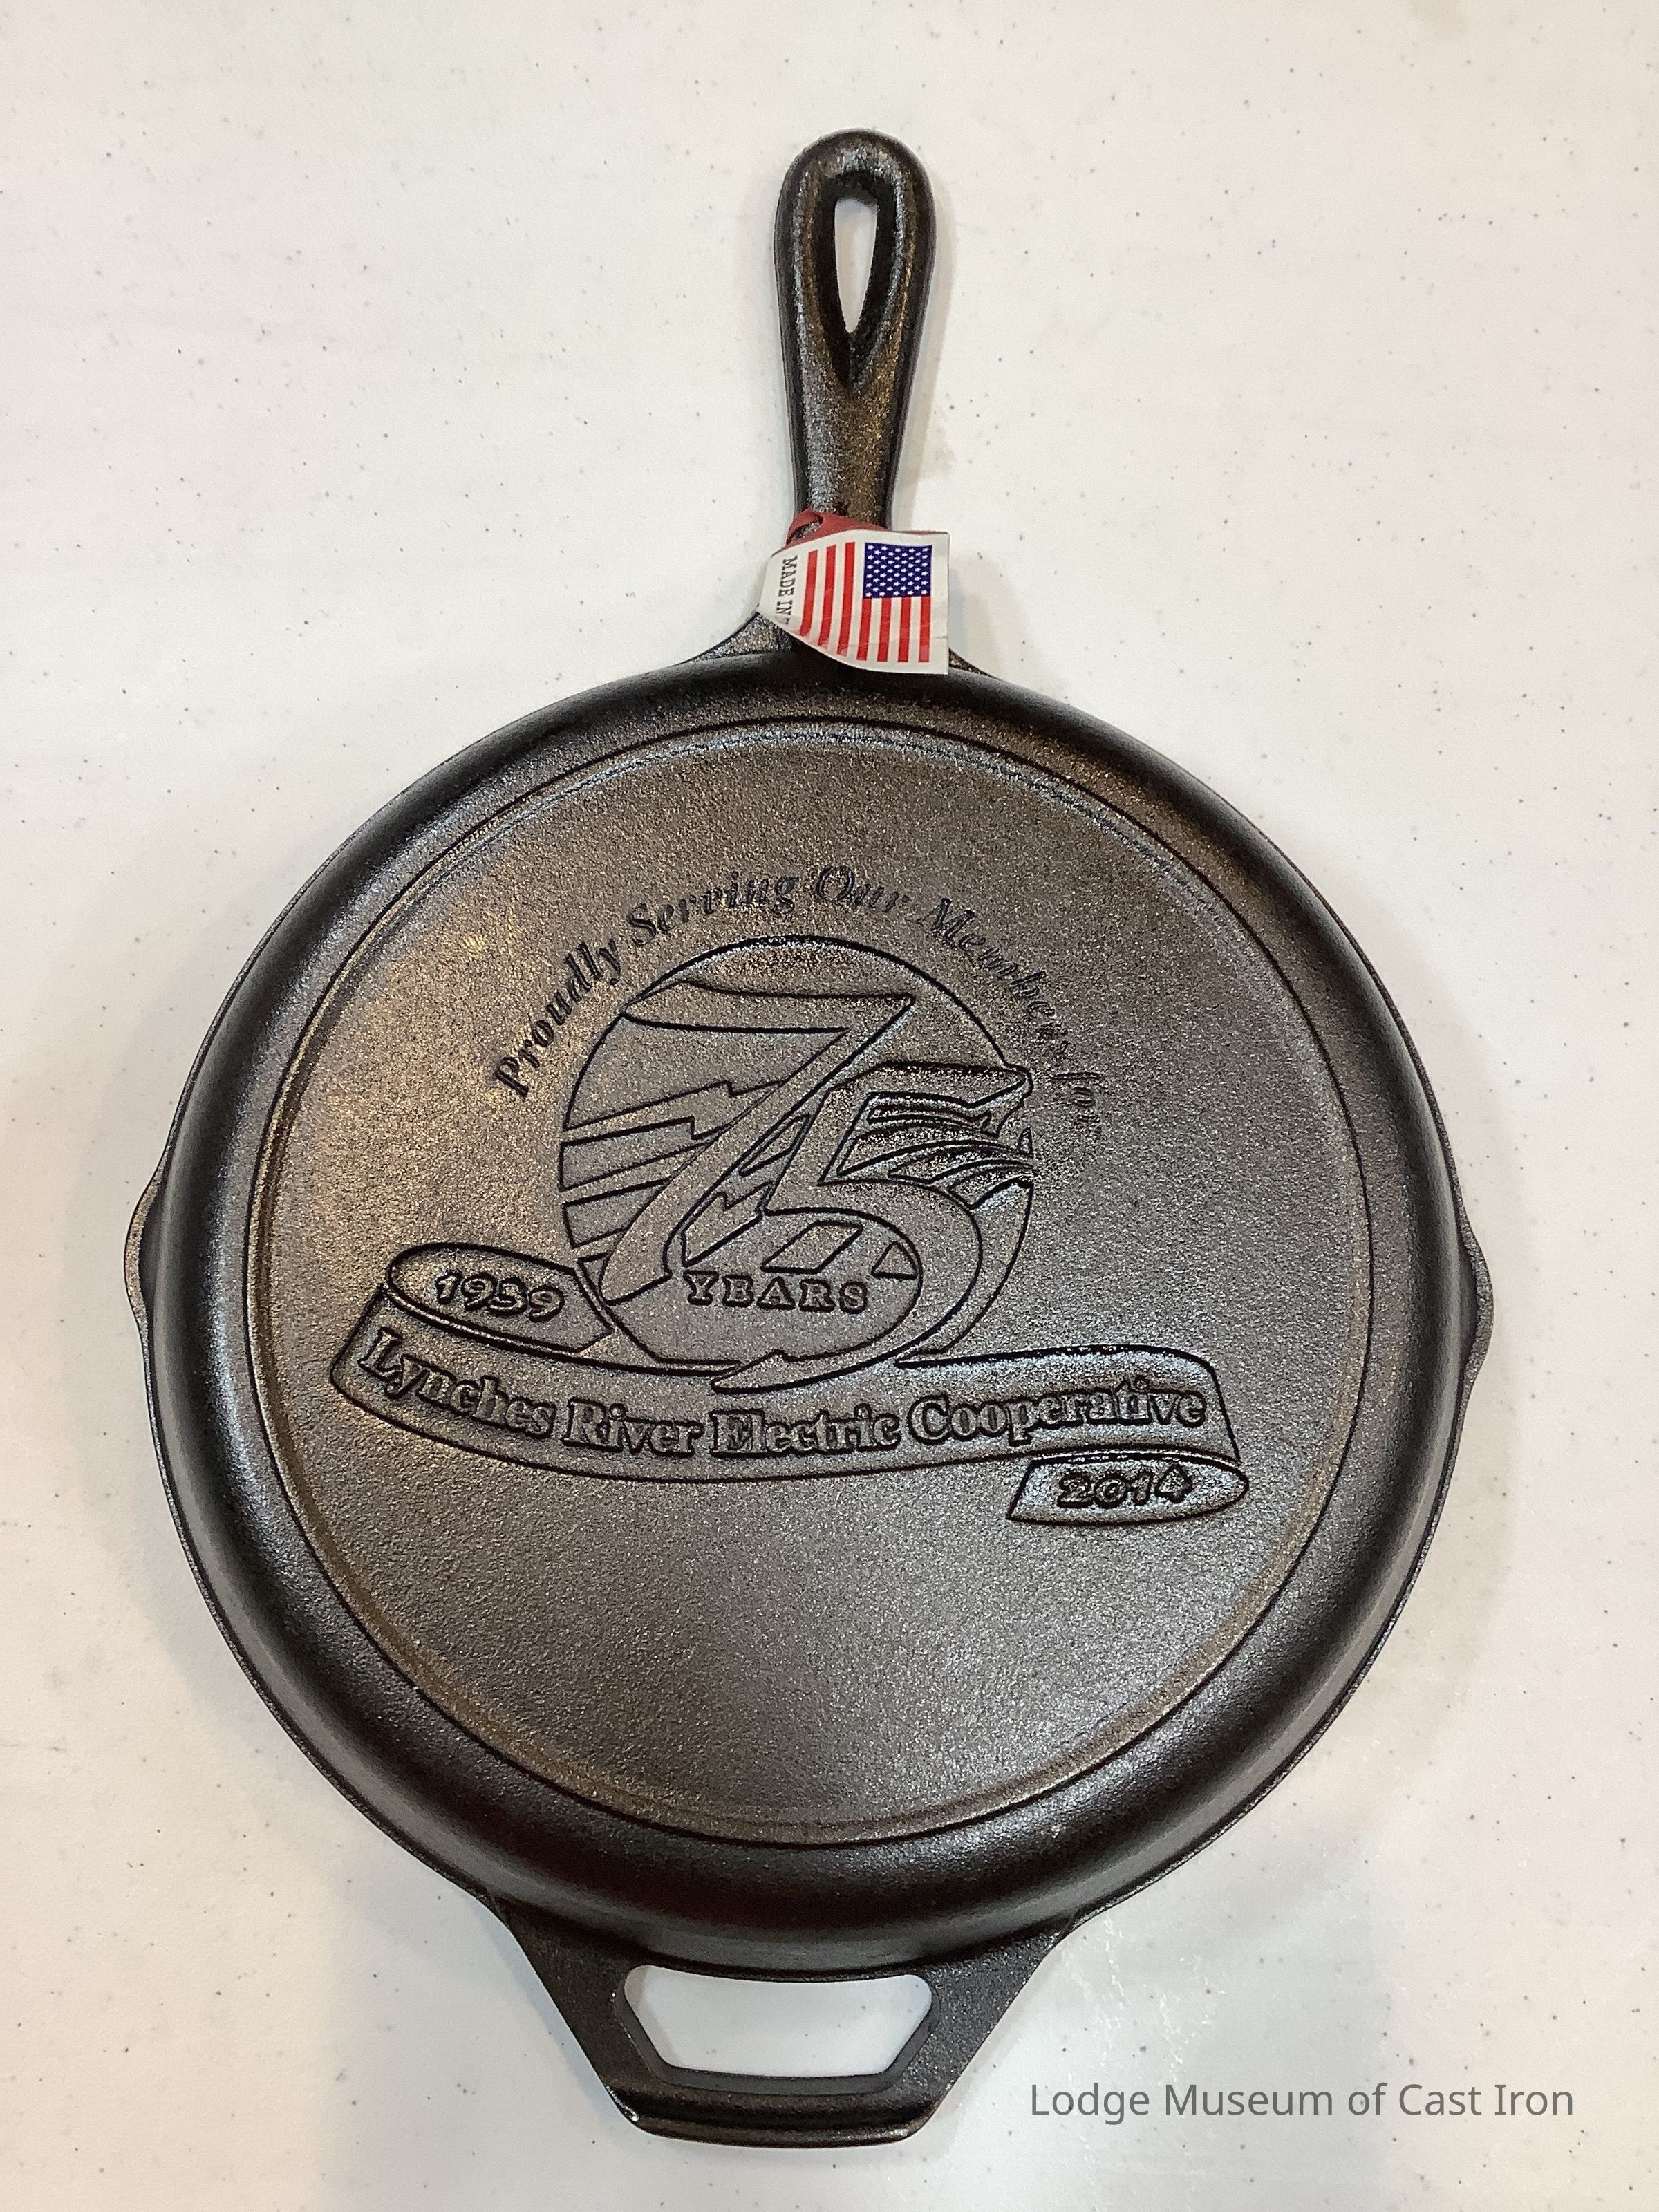 MADE IN
Proudly Serving Our Members for
75
YEARS
1939
Lynches River Electric Cooperative
2014
Lodge Museum of Cast Iron